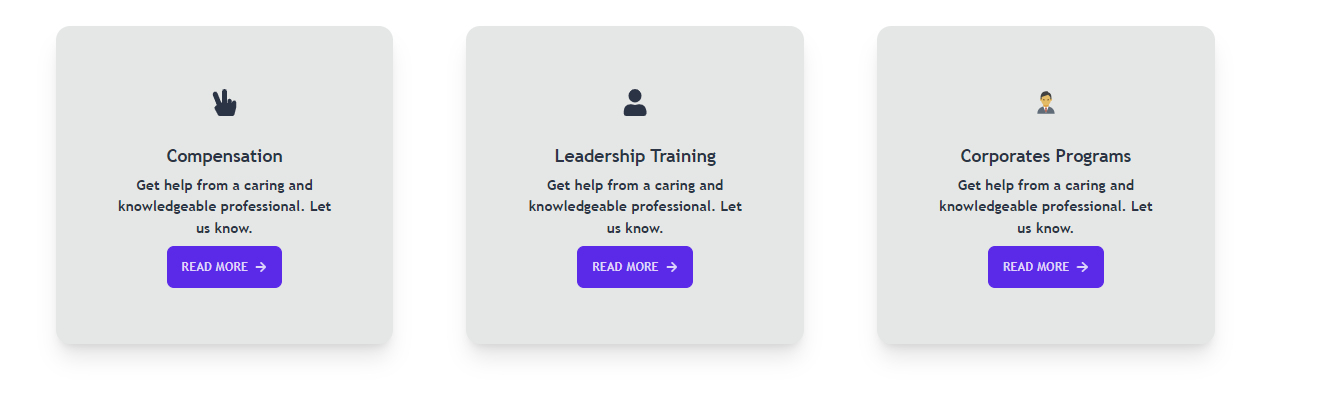 Compensation
Get help from a caring and
knowledgeable professional. Let
us know.
READ MORE →
Leadership Training
Get help from a caring and
knowledgeable professional. Let
us know.
READ MORE →
Corporates Programs
Get help from a caring and
knowledgeable professional. Let
us know.
READ MORE →